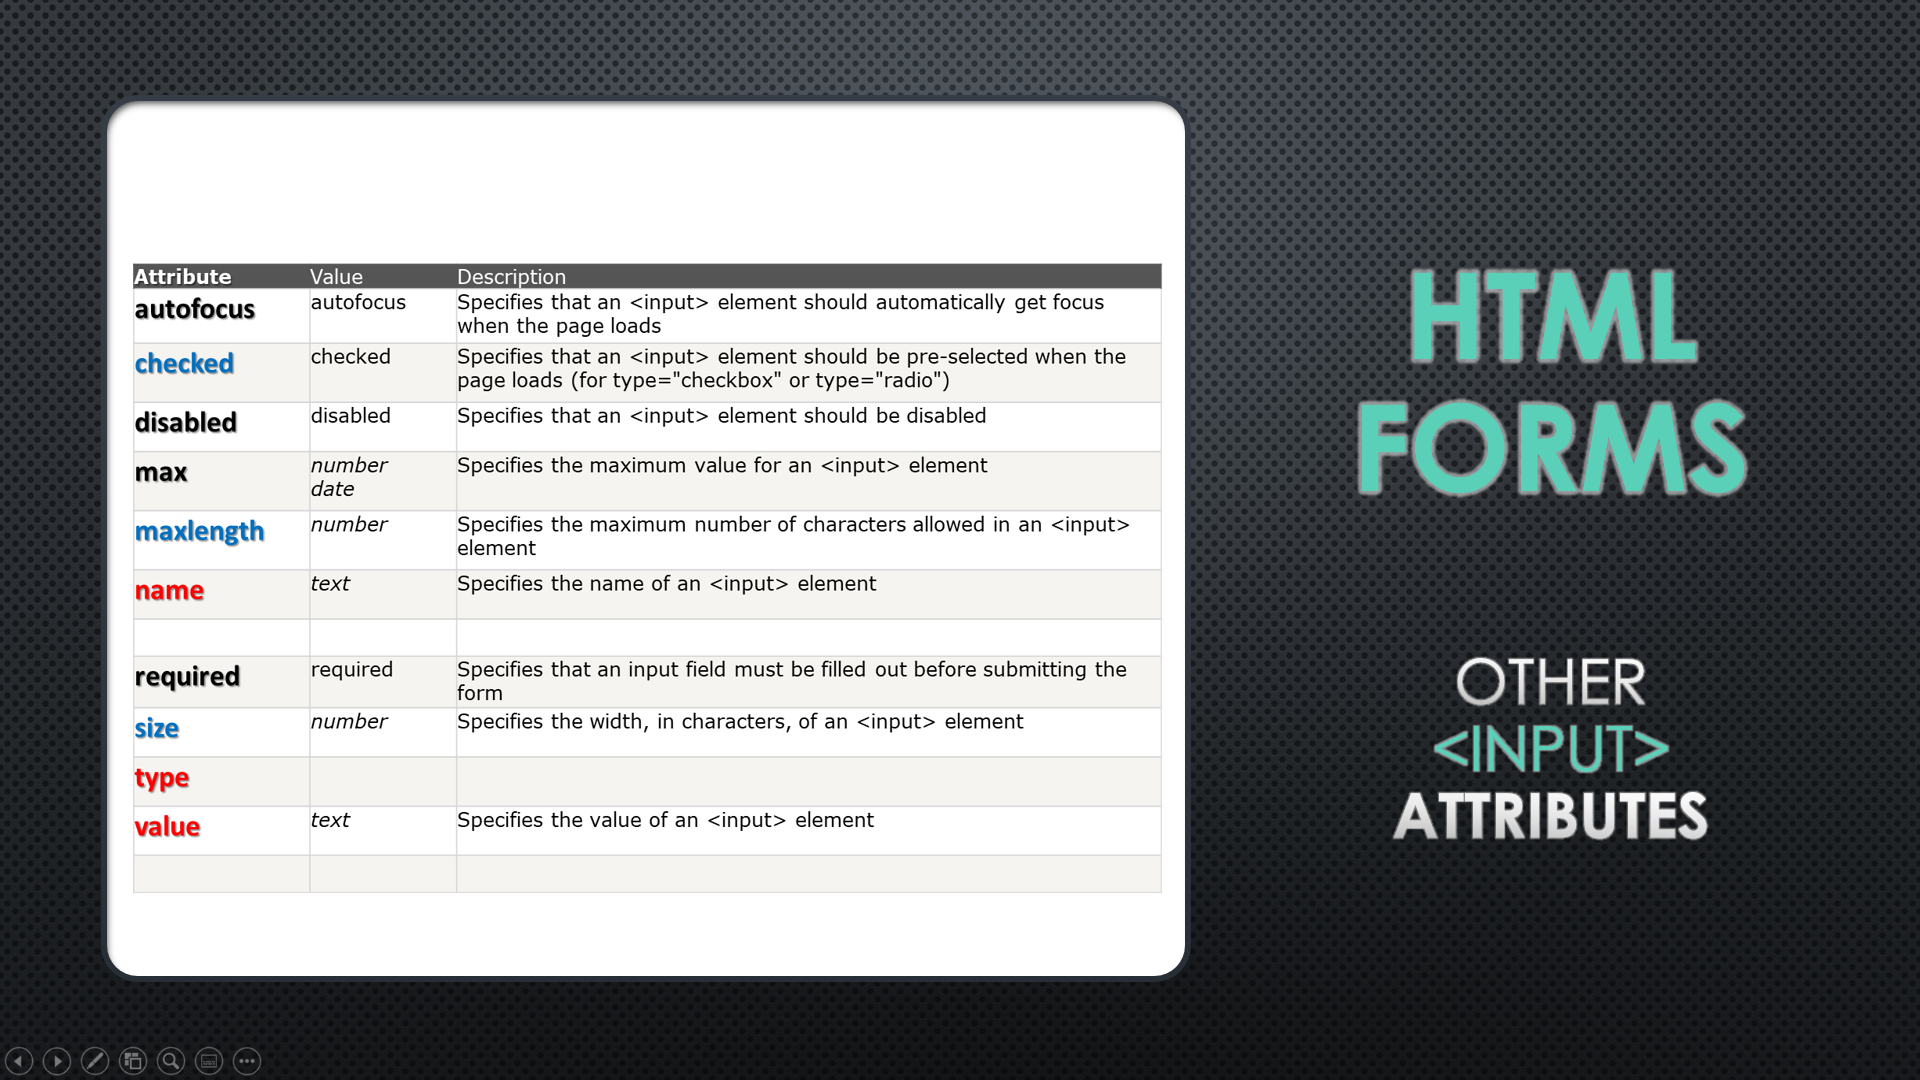 Attribute Value Description
autofocus autofocus Specifies that an <input> element should automatically get focus
when the page loads
checked checked Specifies that an <input> element should be pre-selected when the
page loads (for type="checkbox" or type="radio")
disabled disabled Specifies that an <input> element should be disabled
max number Specifies the maximum value for an <input> element
date
maxlength number Specifies the maximum number of characters allowed in an <input>
element
name text Specifies the name of an <input> element
required required Specifies that an input field must be filled out before submitting the
form
size number Specifies the width, in characters, of an <input> element
type
value text Specifies the value of an <input> element
HTML
FORMS
OTHER
<INPUT>
ATTRIBUTES